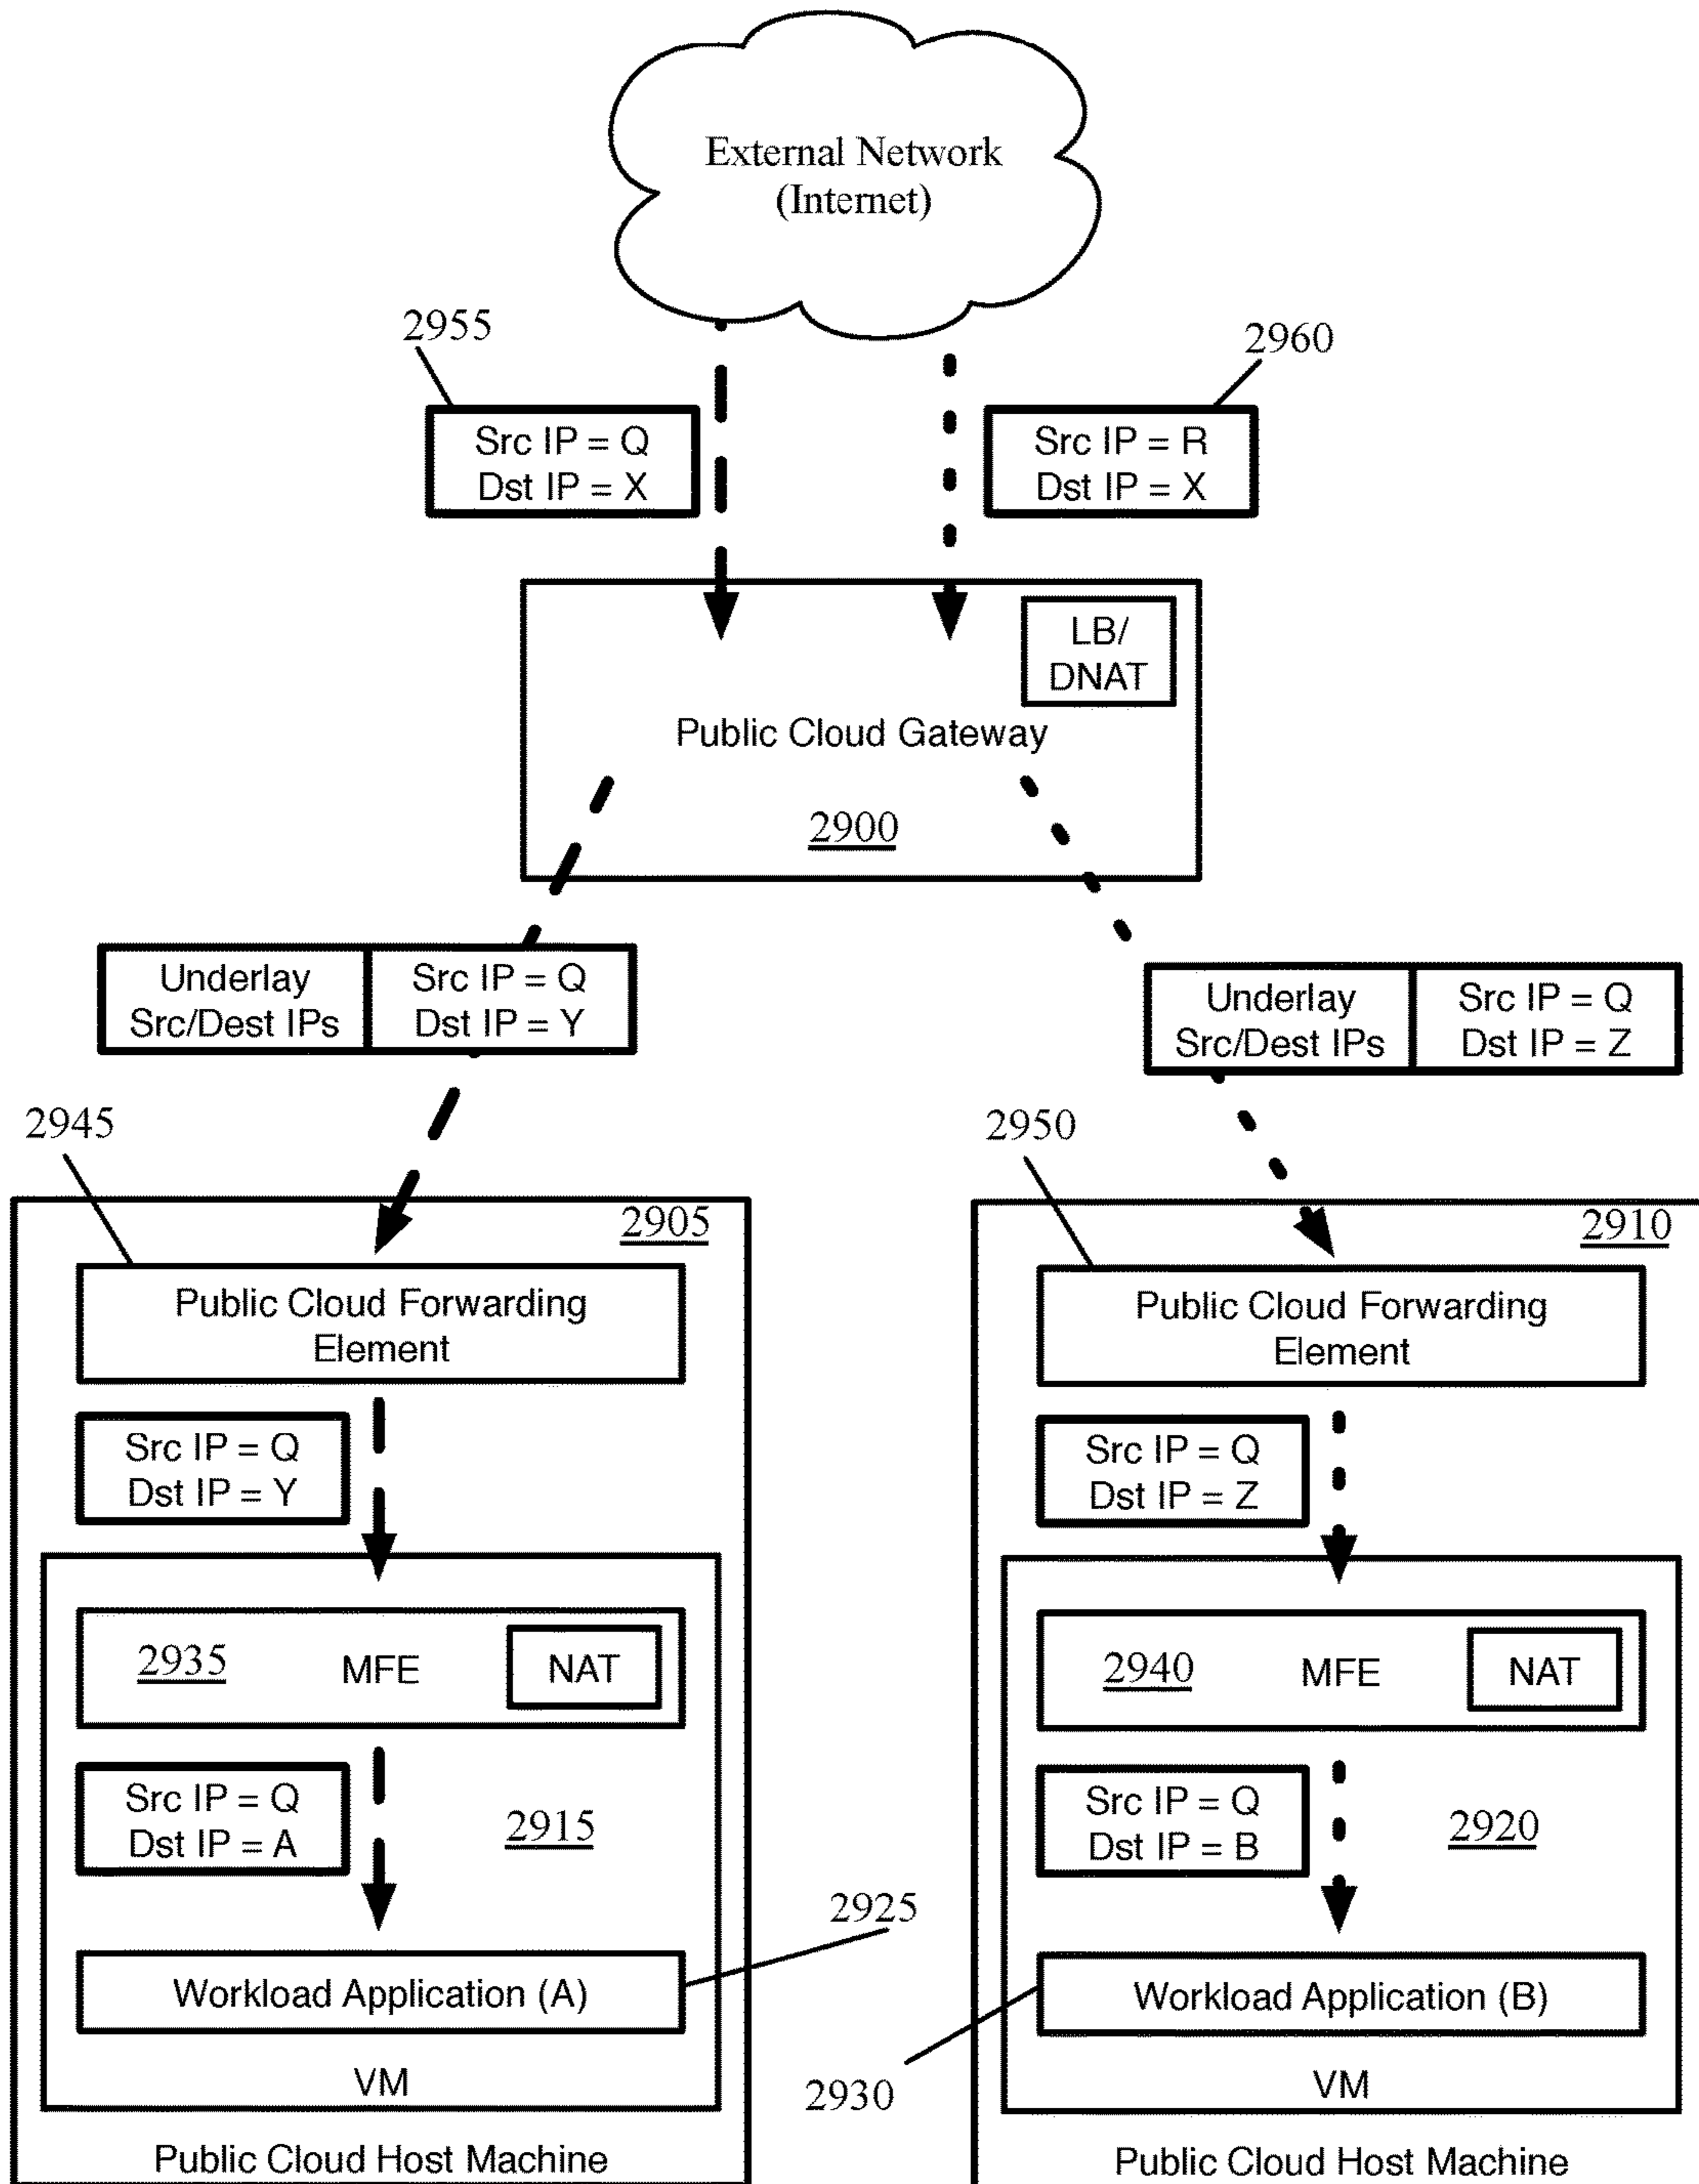 External Network
(Internet)
2955
2960
Src IP = Q
Dst IP = X
Src IP = R
Dst IP = X
LB/
DNAT
Public Cloud Gateway
2900
Underlay
Src/Dest IPs
Src IP = Q
Dst IP = Y
Underlay
Src/Dest IPs
Src IP = Q
Dst IP = Z
2945
2950
2905
Public Cloud Forwarding
Element
Src IP = Q
Dst IP = Y
2935
MFE
NAT
Src IP = Q
Dst IP = A
2915
2925
Workload Application (A)
VM
Public Cloud Host Machine
2910
Public Cloud Forwarding
Element
Src IP = Q
Dst IP = Z
2940
MFE
NAT
Src IP = Q
Dst IP = B
2920
Workload Application (B)
2930
VM
Public Cloud Host Machine